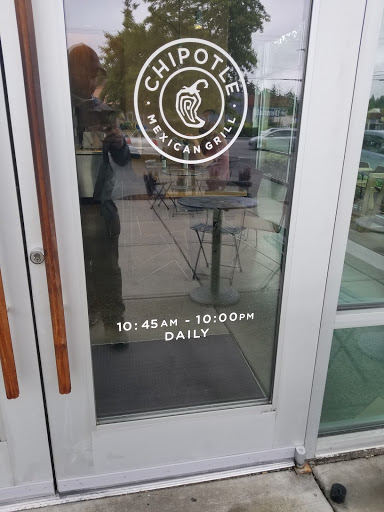 CHIPOTLE
MEXICAN GRILL
10:45AM - 10:00PM
DAILY